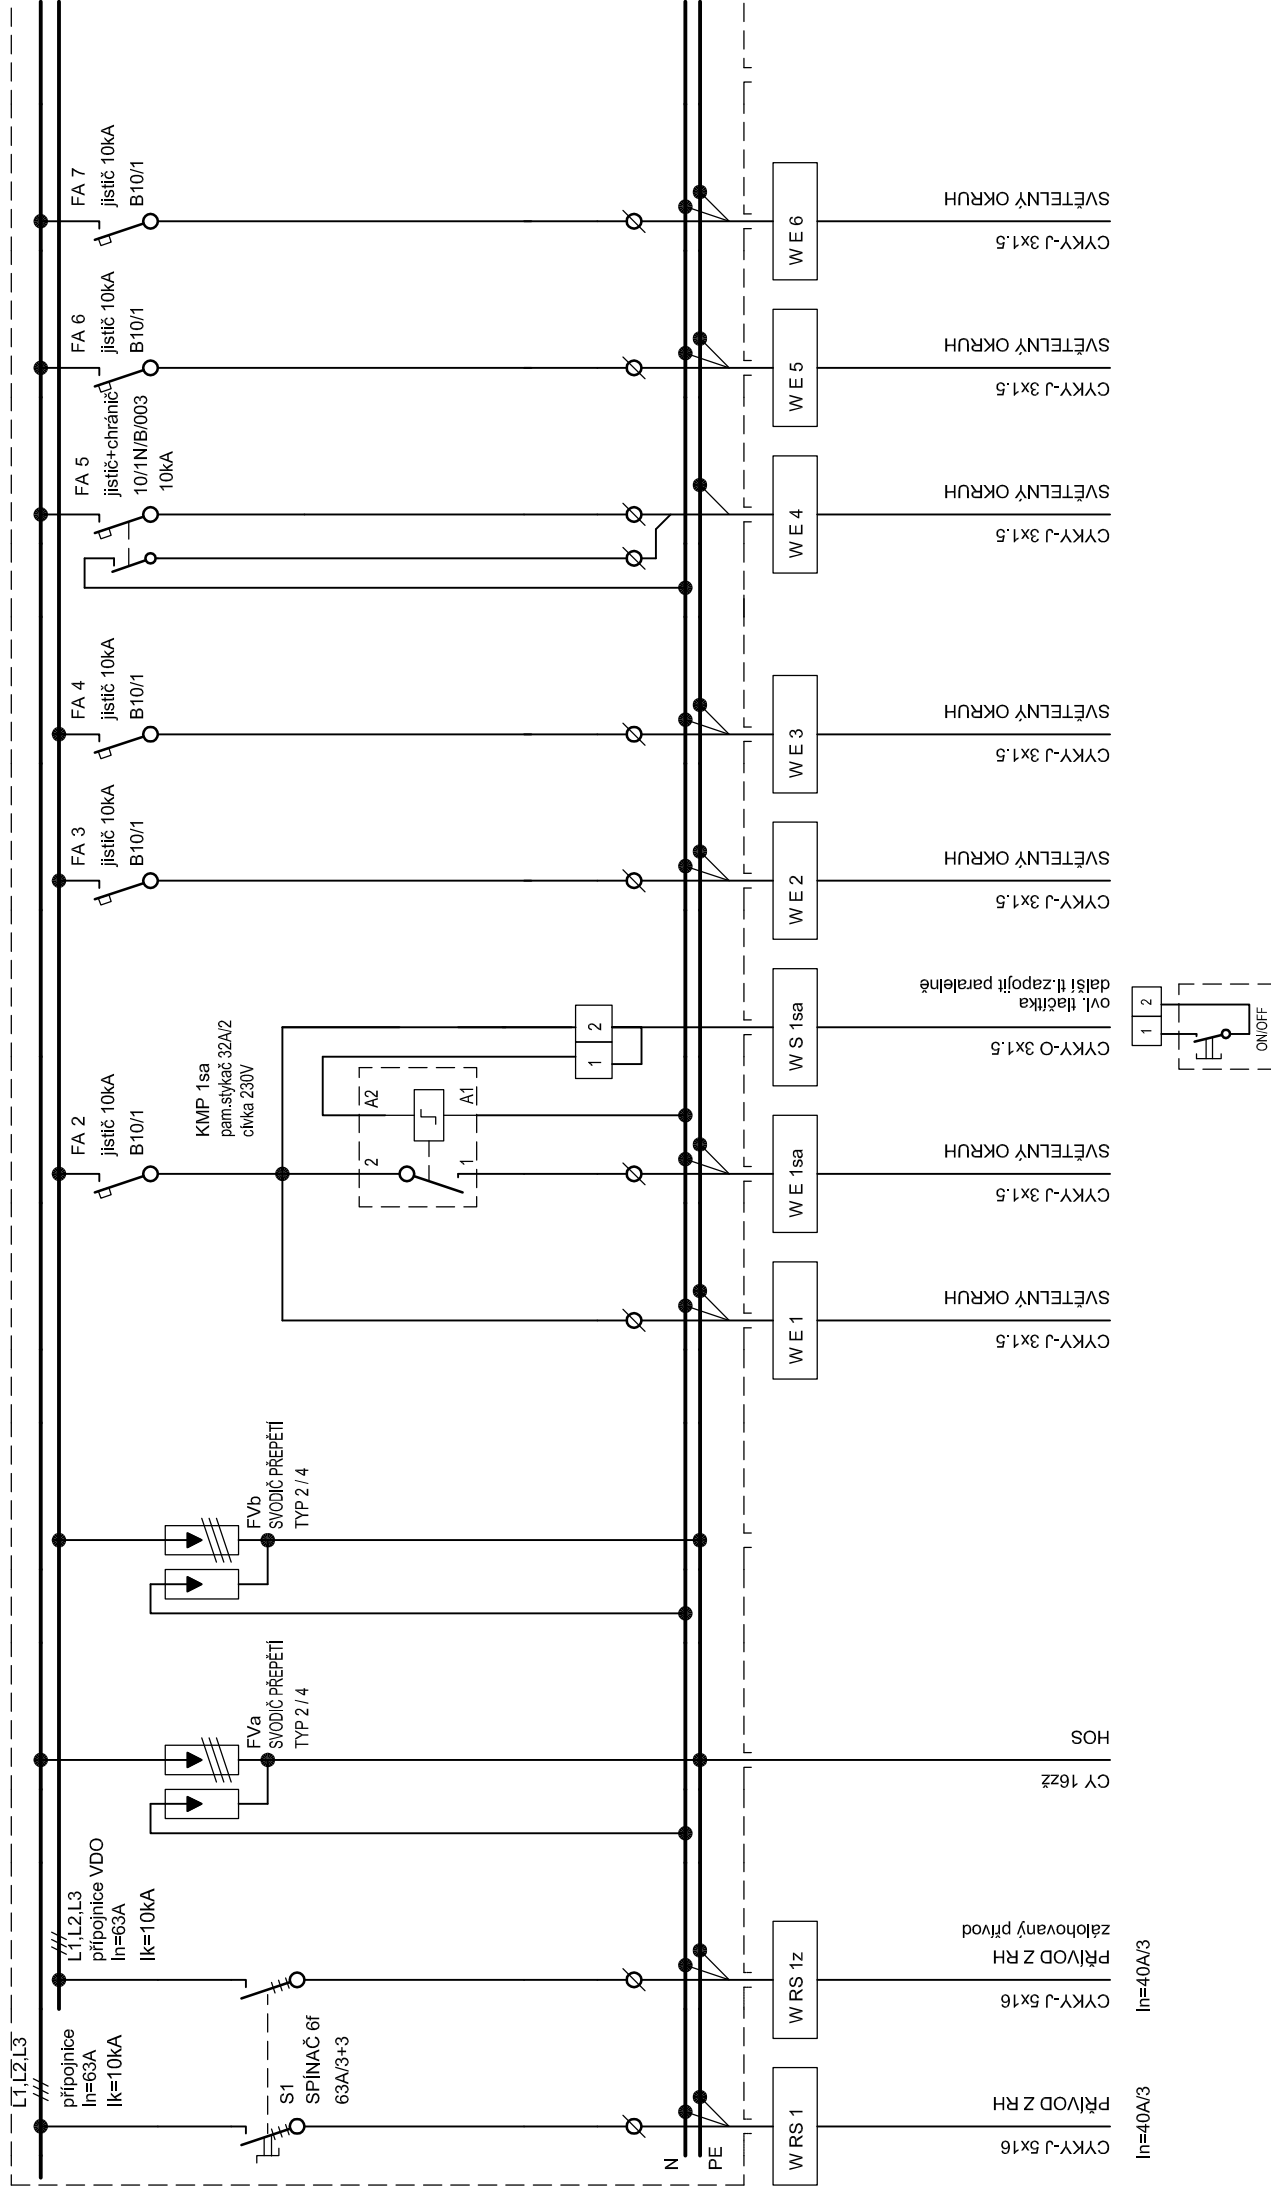 L1,L2,L3
přípojnice
In=63A
Ik=10kA
L1,L2,L3
přípojnice VDO
In=63A
Ik=10kA
S1
SPÍNAČ 6f
63A/3+3
FVa
SVODIČ PŘEPĚTÍ
TYP 2 / 4
FVb
SVODIČ PŘEPĚTÍ
TYP 2 / 4
FA 2
jistič 10kA
B10/1
KMP 1sa
pam.stykač 32A/2
cívka 230V
2
1
A2
A1
1
2
FA 3
jistič 10kA
B10/1
FA 4
jistič 10kA
B10/1
FA 5
jistič+chránič
10/1N/B/003
10kA
FA 6
jistič 10kA
B10/1
FA 7
jistič 10kA
B10/1
N
PE
W RS 1
W RS 1z
W E 1
W E 1sa
W S 1sa
W E 2
W E 3
W E 4
W E 5
W E 6
PŘÍVOD Z RH
CYKY-J 5x16
In=40A/3
zálohovaný přívod
PŘÍVOD Z RH
CYKY-J 5x16
In=40A/3
HOS
CY 16zž
SVĚTELNÝ OKRUH
CYKY-J 3x1.5
SVĚTELNÝ OKRUH
CYKY-J 3x1.5
ovl. tlačítka
další tl.zapojit paralelně
CYKY-O 3x1.5
1
2
ON/OFF
SVĚTELNÝ OKRUH
CYKY-J 3x1.5
SVĚTELNÝ OKRUH
CYKY-J 3x1.5
SVĚTELNÝ OKRUH
CYKY-J 3x1.5
SVĚTELNÝ OKRUH
CYKY-J 3x1.5
SVĚTELNÝ OKRUH
CYKY-J 3x1.5